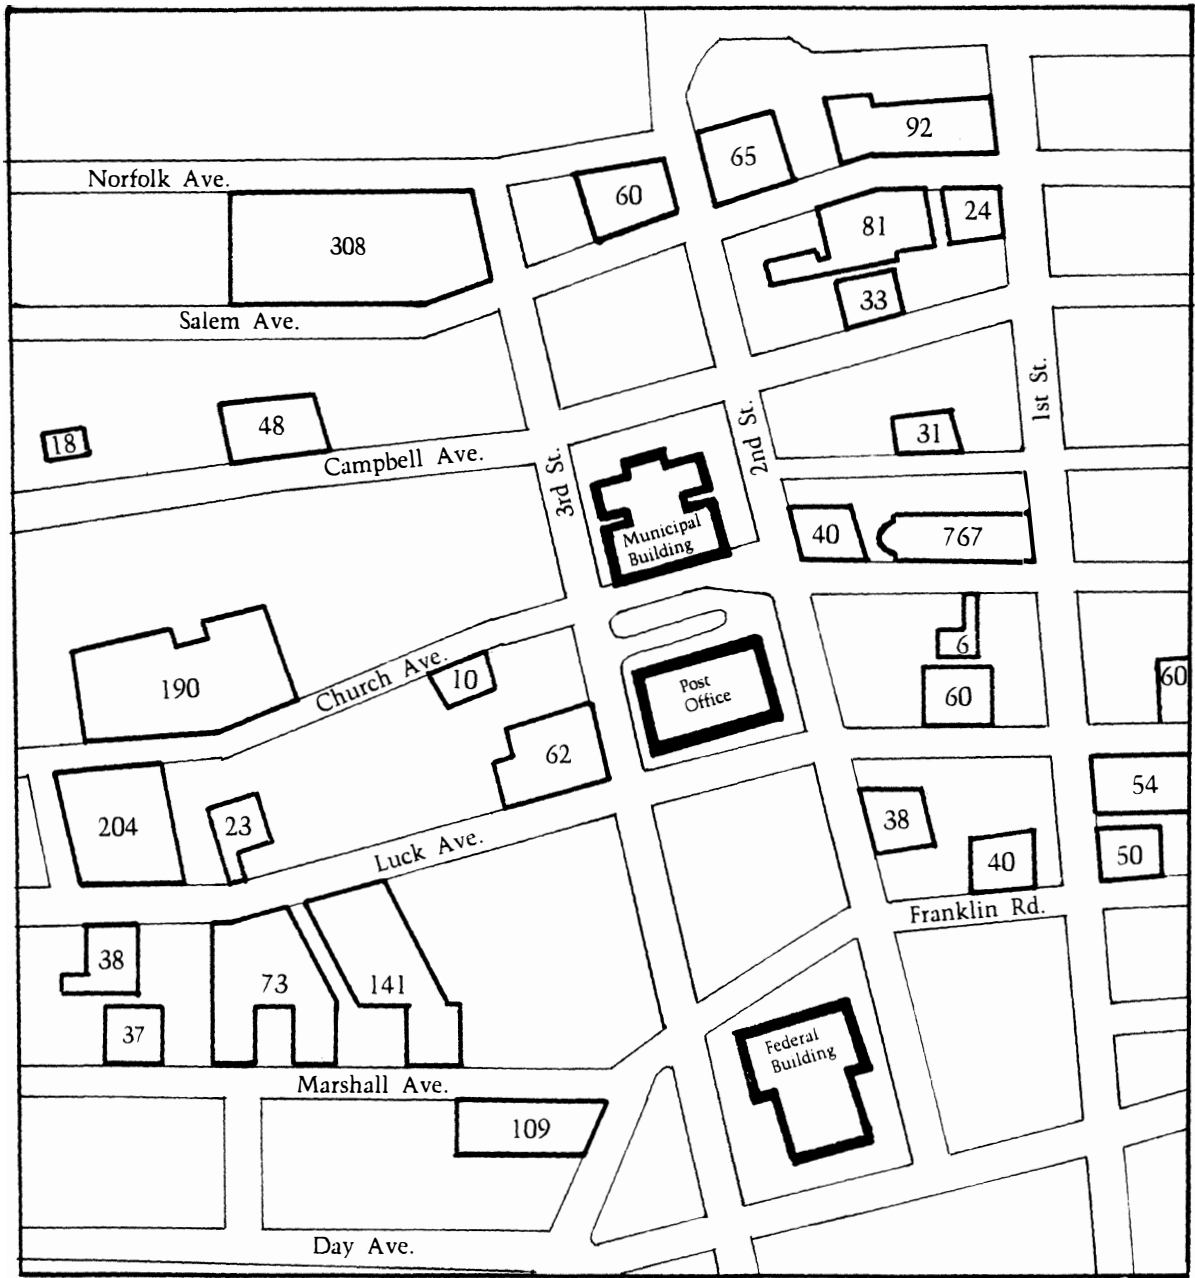 92
65
Norfolk Ave.
60
24
81
308
33
Salem Ave.
1st St.
48
31
18
2nd St.
Campbell Ave.
3rd St.
Municipal
Building
40
767
6
Church Ave.
10
190
Post
Office
60
60
62
54
204
23
38
Luck Ave.
50
40
Franklin Rd.
38
73
141
37
Federal
Building
Marshall Ave.
109
Day Ave.